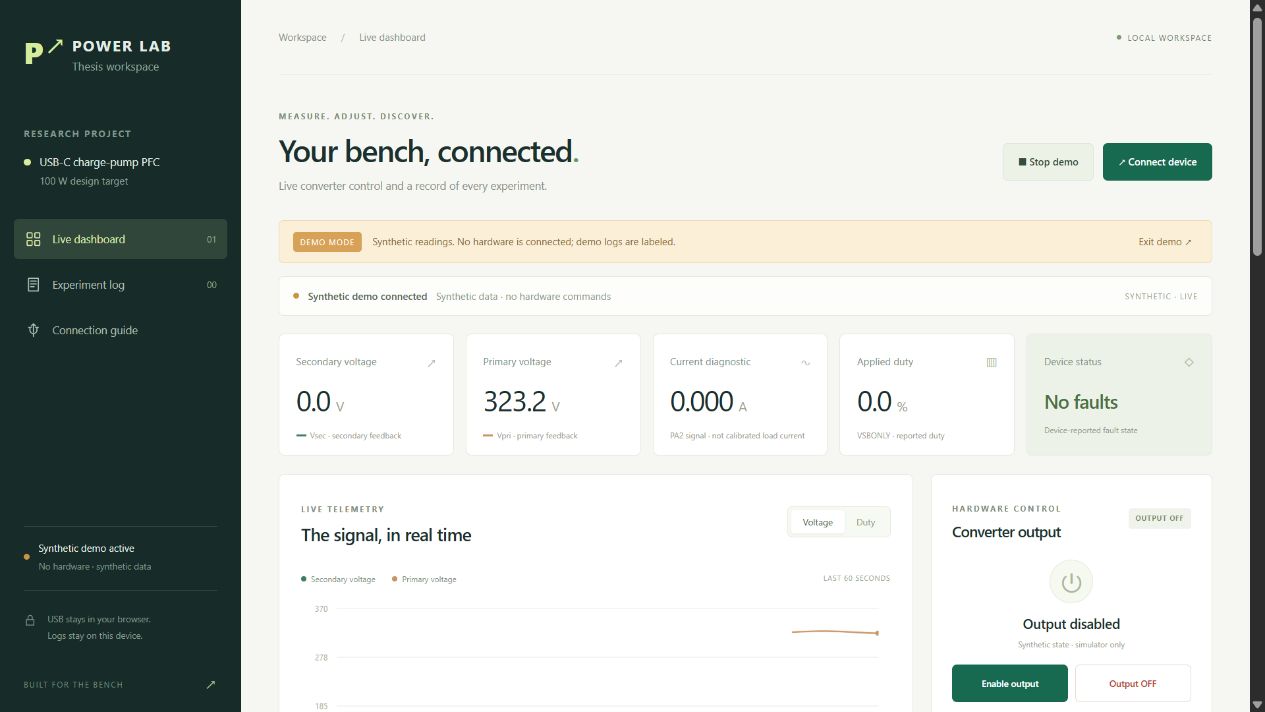 P↗ POWER LAB
Thesis workspace
RESEARCH PROJECT
USB-C charge-pump PFC
100 W design target
Live dashboard 01
Experiment log 00
Connection guide
Synthetic demo active
No hardware · synthetic data
USB stays in your browser.
Logs stay on this device.
BUILT FOR THE BENCH ↗
Workspace / Live dashboard
LOCAL WORKSPACE
MEASURE. ADJUST. DISCOVER.
Your bench, connected.
Live converter control and a record of every experiment.
Stop demo
↗ Connect device
DEMO MODE Synthetic readings. No hardware is connected; demo logs are labeled. Exit demo ↗
Synthetic demo connected Synthetic data · no hardware commands SYNTHETIC · LIVE
Secondary voltage ↗
0.0 V
Vsec · secondary feedback
Primary voltage ↗
323.2 V
Vpri · primary feedback
Current diagnostic ∿
0.000 A
PA2 signal · not calibrated load current
Applied duty ▥
0.0 %
VSBONLY · reported duty
Device status ◇
No faults
Device-reported fault state
LIVE TELEMETRY
The signal, in real time
Voltage Duty
Secondary voltage Primary voltage LAST 60 SECONDS
370
278
185
HARDWARE CONTROL
Converter output
OUTPUT OFF
Output disabled
Synthetic state · simulator only
Enable output Output OFF